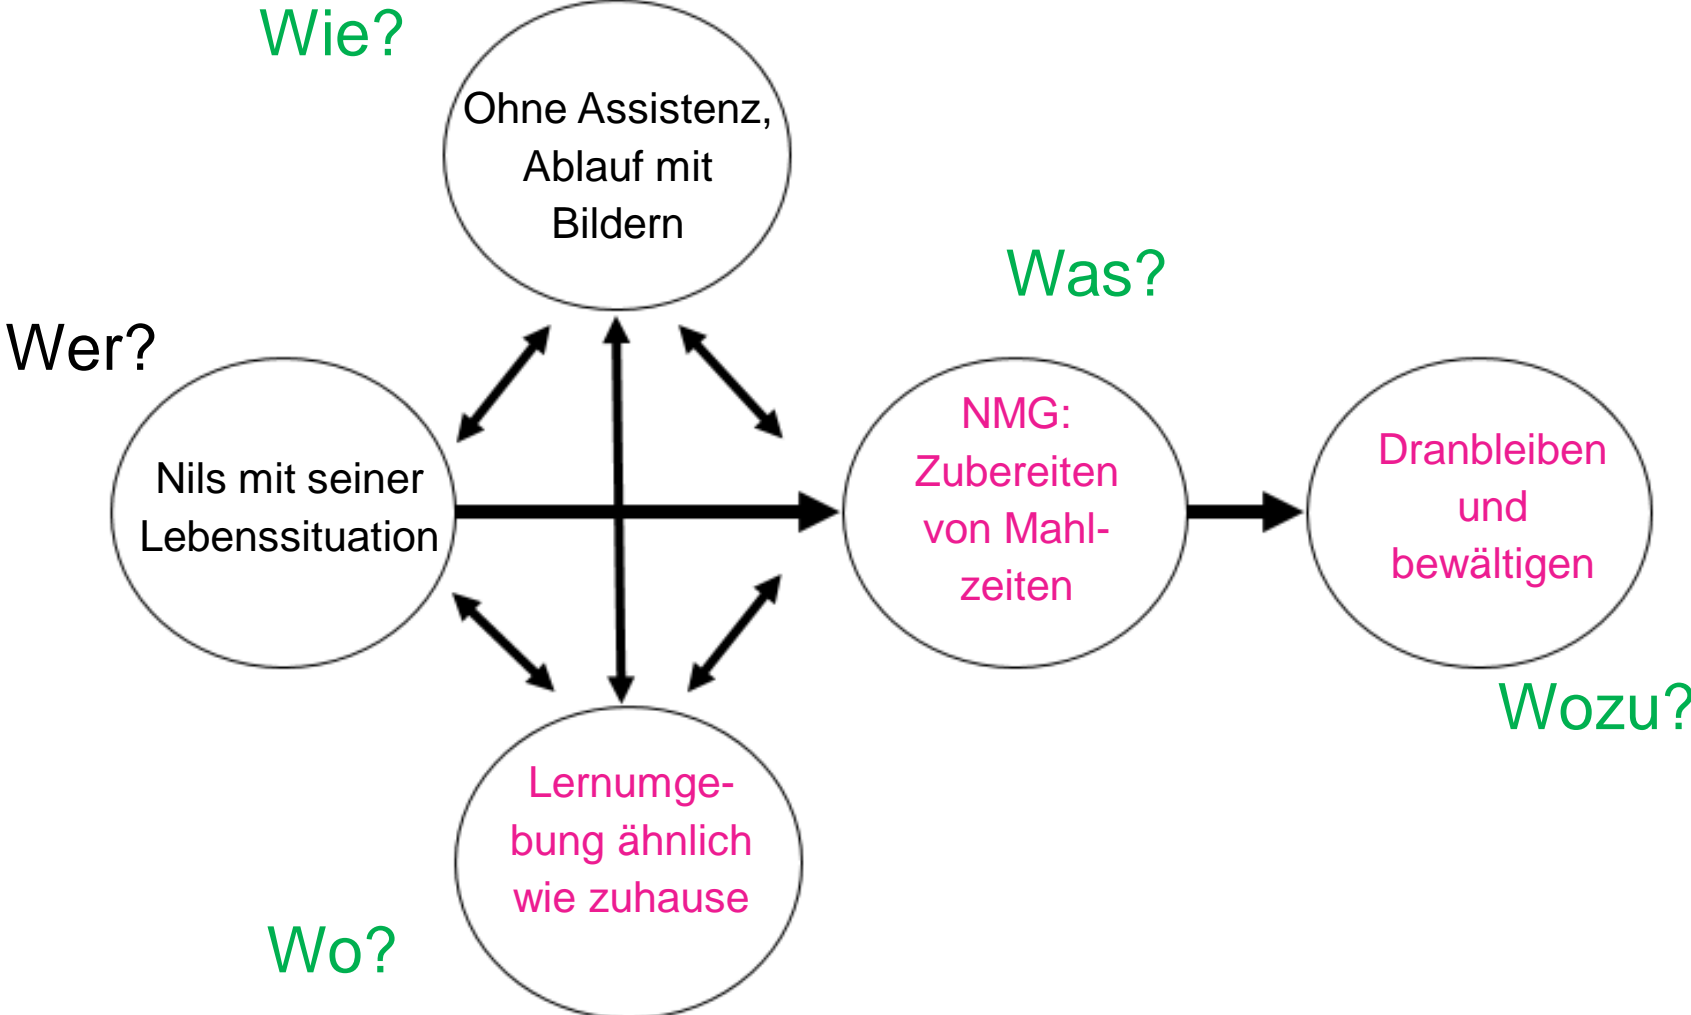 Wie?
Ohne Assistenz,
Ablauf mit
Bildern
Was?
Wer?
Nils mit seiner
Lebenssituation
NMG:
Zubereiten
von Mahl-
zeiten
Dranbleiben
und
bewältigen
Wozu?
Lernumge-
bung ähnlich
wie zuhause
Wo?